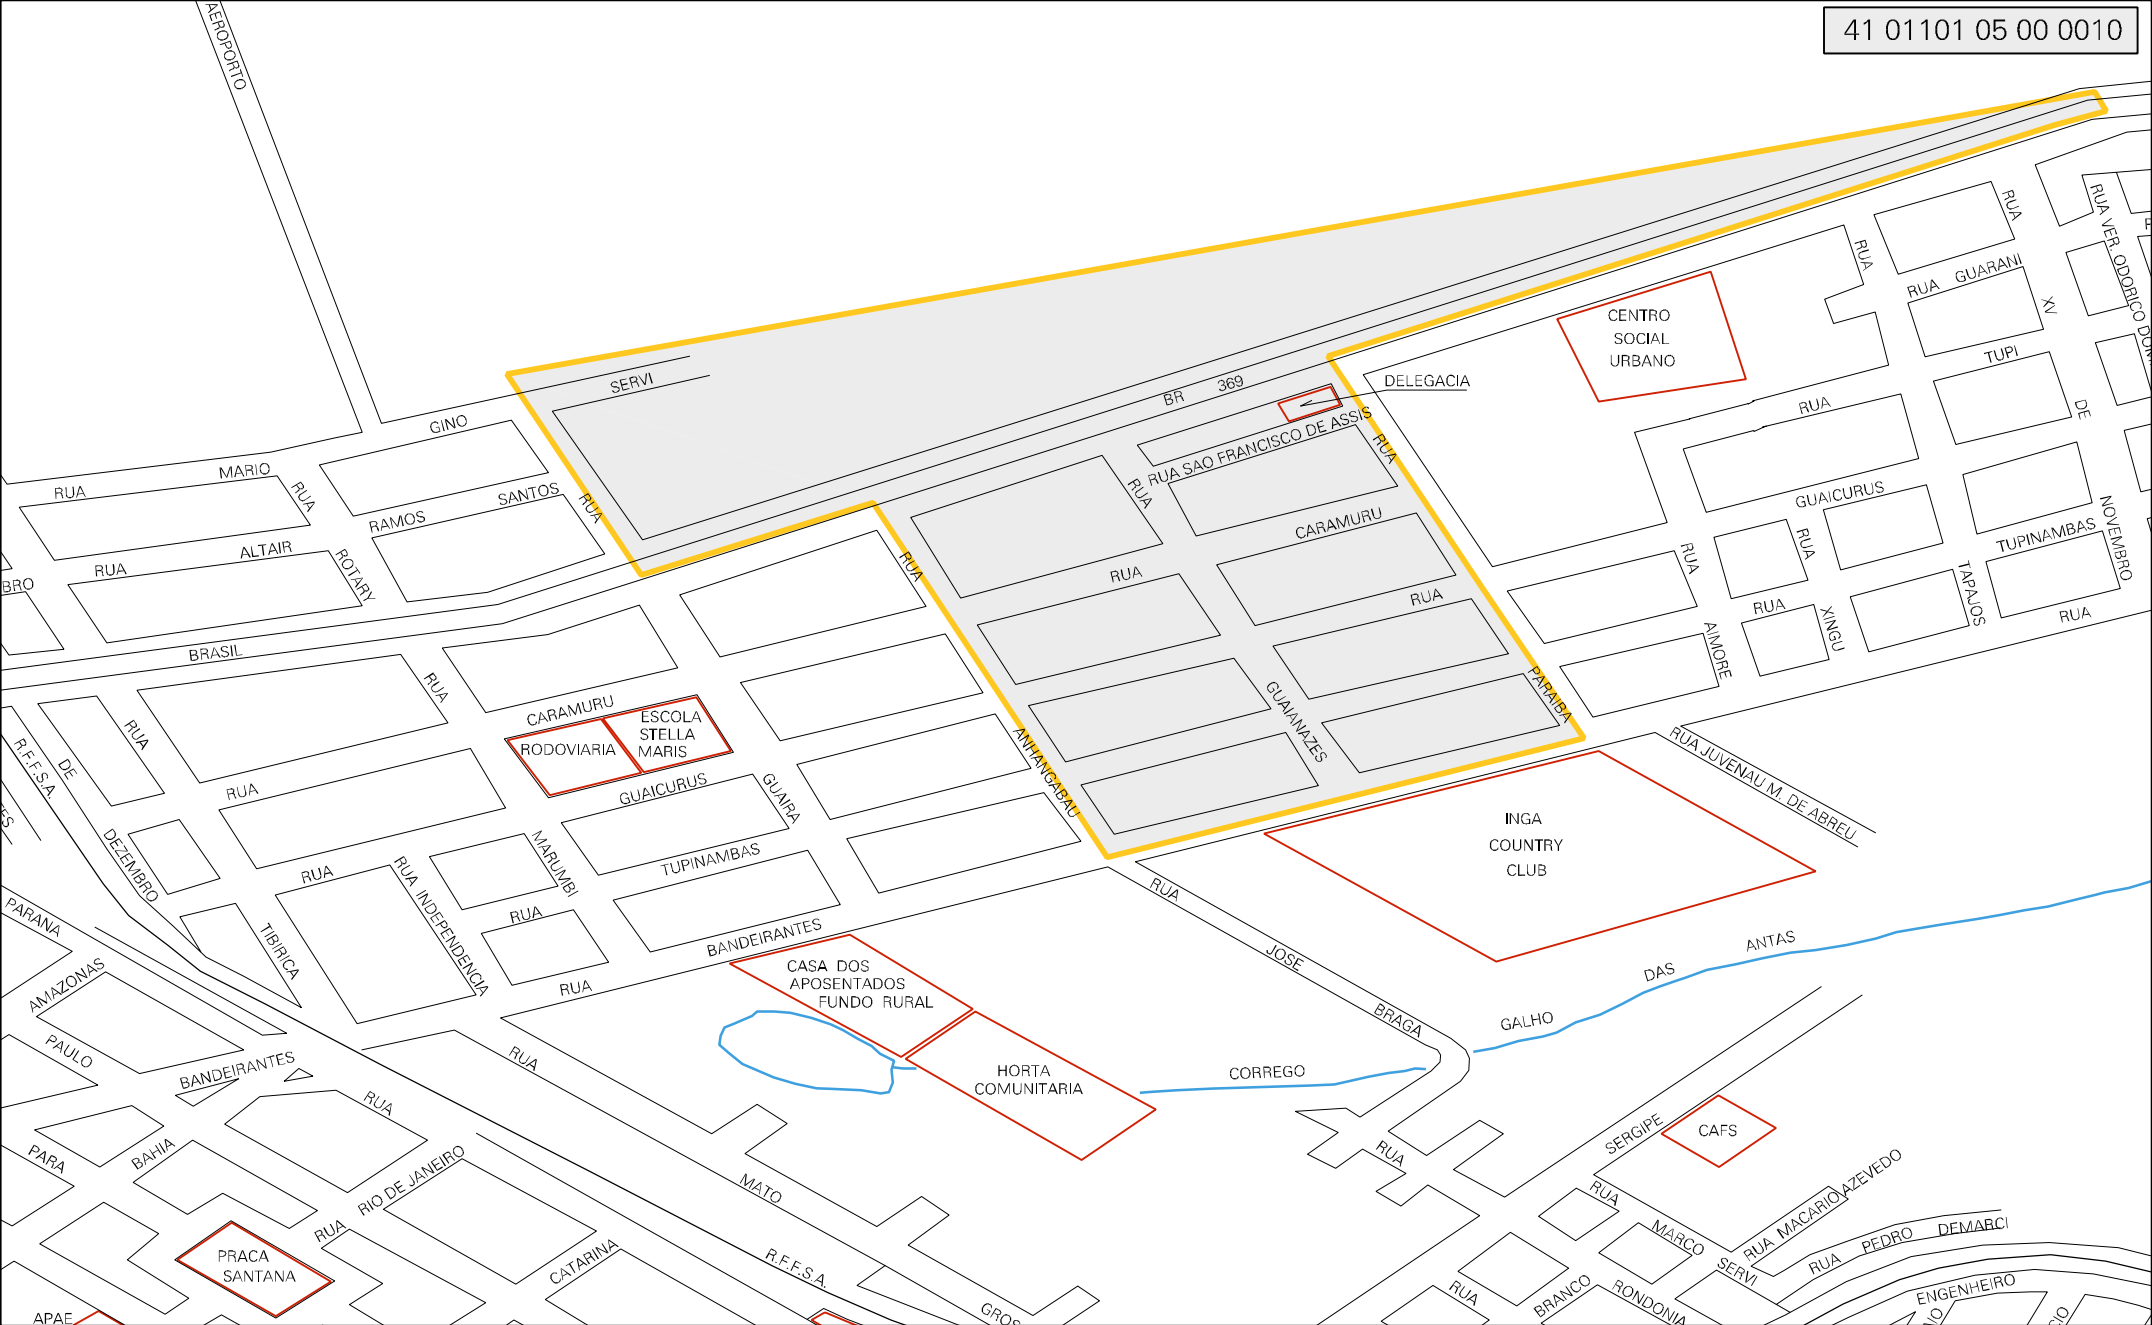 41 01101 05 00 0010
AEROPORTO
CENTRO
SOCIAL
URBANO
DELEGACIA
BR 369
SERVI
RUA
RUA GUARANI
RUA VER. ODORICO
XV
DE
NOVEMBRO
TUPI
RUA
RUA MARIO GINO
RUA
ROTARY
RUA ALTAIR RAMOS SANTOS
RUA
BRO
BRASIL
RUA SAO FRANCISCO DE ASSIS
RUA
GUAIANAZES
RUA
PARAIBA
RUA CARAMURU
RUA
GUAICURUS
TUPINAMBAS
RUA
AIMORE
RUA
XINGU
RUA
TAPAJOS
RUA
RUA
ANHANGABAU
RUA
MARUMBI
CARAMURU
RODOVIARIA
ESCOLA
STELLA
MARIS
RUA
GUAICURUS
GUAIRA
RUA
TIBIRICA
R.F.F.S.A.
DE
DEZEMBRO
RUA
TUPINAMBAS
RUA INDEPENDENCIA
RUA
RUA
BANDEIRANTES
RUA JUVENAU M. DE ABREU
INGA
COUNTRY
CLUB
RUA JOSE BRAGA
CASA DOS
APOSENTADOS
FUNDO RURAL
HORTA
COMUNITARIA
CORREGO
GALHO
DAS
ANTAS
PARANA
AMAZONAS
PAULO
BANDEIRANTES
PARA
BAHIA
RUA
RUA
RIO DE JANEIRO
PRACA
SANTANA
APAE
CATARINA
RUA
MATO
R.F.F.S.A.
RUA
SERGIPE
CAFS
RUA
MARCO
RUA MACARIO AZEVEDO
RUA PEDRO DEMARCI
SERVI
RUA
BRANCO
RONDONIA
ENGENHEIRO